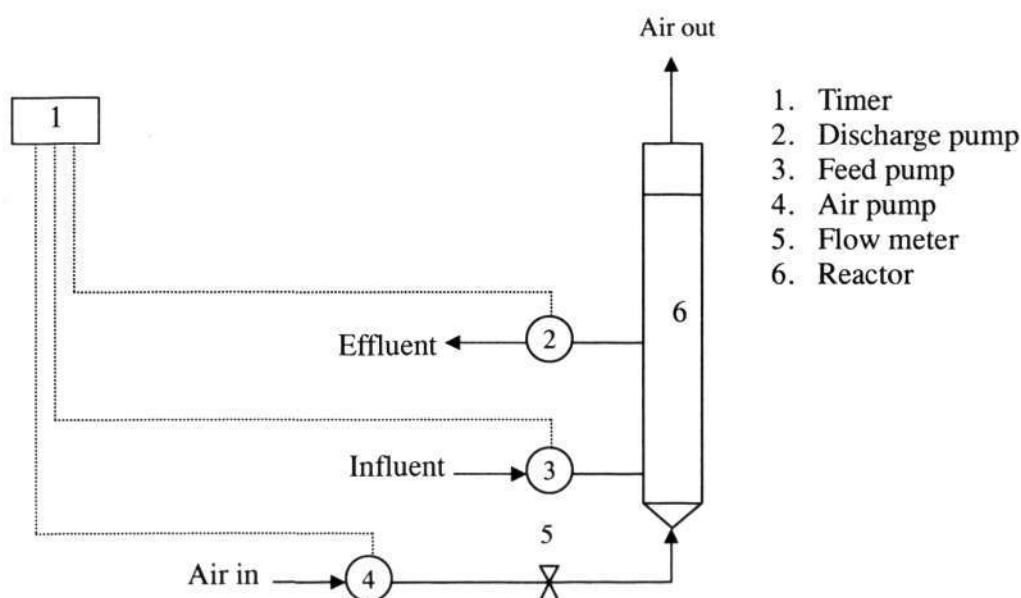 Air out
1
1. Timer
2. Discharge pump
3. Feed pump
4. Air pump
5. Flow meter
6. Reactor
6
Effluent
2
Influent
3
5
Air in
4